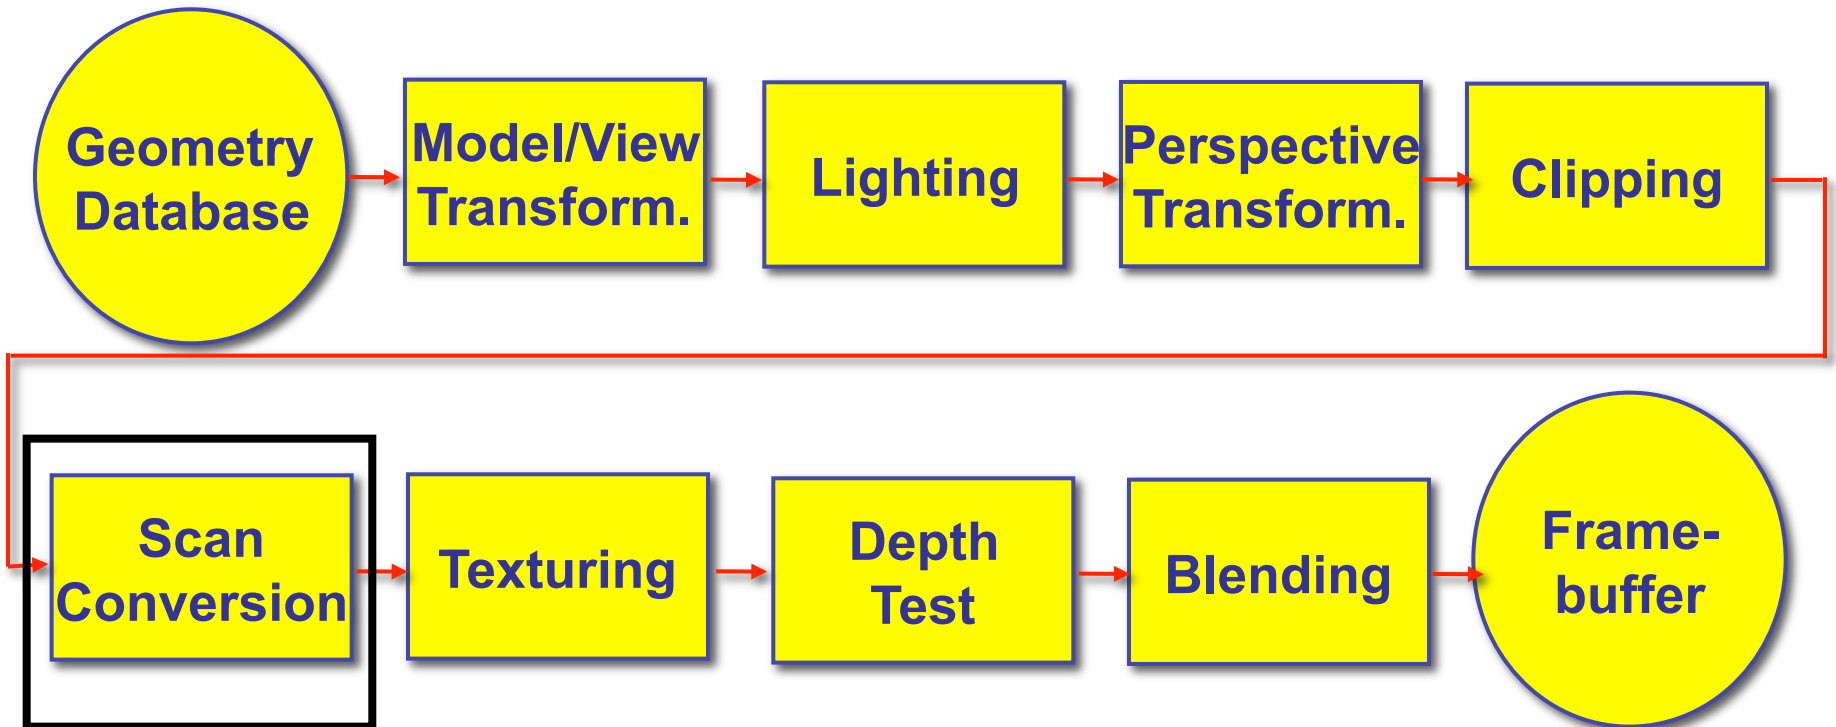 Geometry
Database
Model/View
Transform.
Lighting
Perspective
Transform.
Clipping
Scan
Conversion
Texturing
Depth
Test
Blending
Frame-
buffer